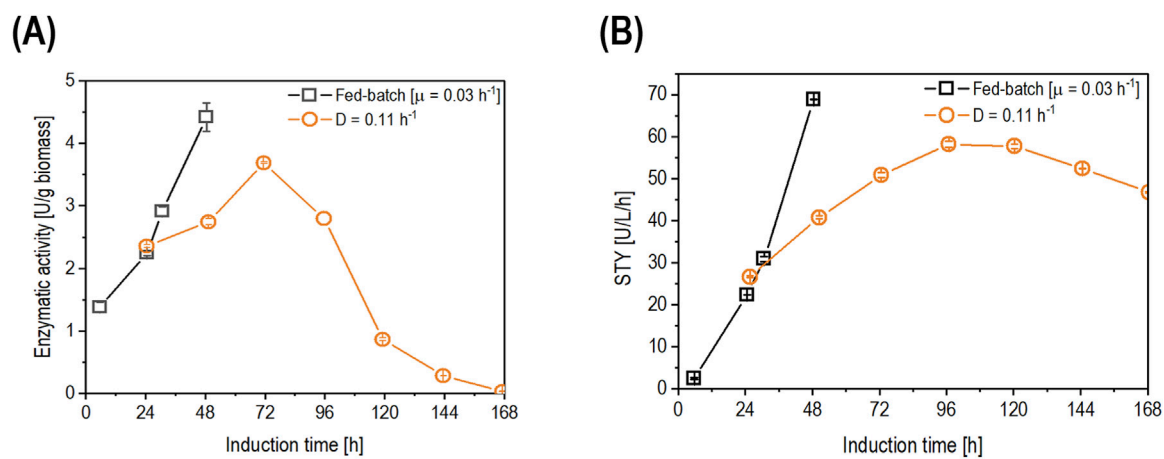 (A)
(B)
Enzymatic activity [U/g biomass]
5
4
3
2
1
0
Fed-batch [μ = 0.03 h⁻¹]
D = 0.11 h⁻¹
0 24 48 72 96 120 144 168
Induction time [h]
STY [U/L/h]
70
60
50
40
30
20
10
0
Fed-batch [μ = 0.03 h⁻¹]
D = 0.11 h⁻¹
0 24 48 72 96 120 144 168
Induction time [h]